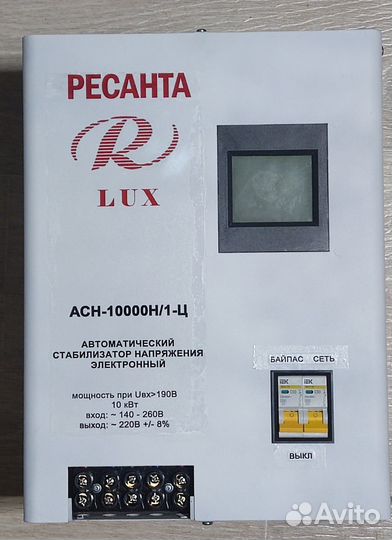 РЕСАНТА
R
LUX
АСН-10000Н/1-Ц
АВТОМАТИЧЕСКИЙ
СТАБИЛИЗАТОР НАПРЯЖЕНИЯ
ЭЛЕКТРОННЫЙ
мощность при Uвх>190В
10 кВт
вход: ~ 140 - 260В
выход: ~ 220В +/- 8%
БАЙПАС СЕТЬ
IEK IEK
ВЫКЛ
Avito